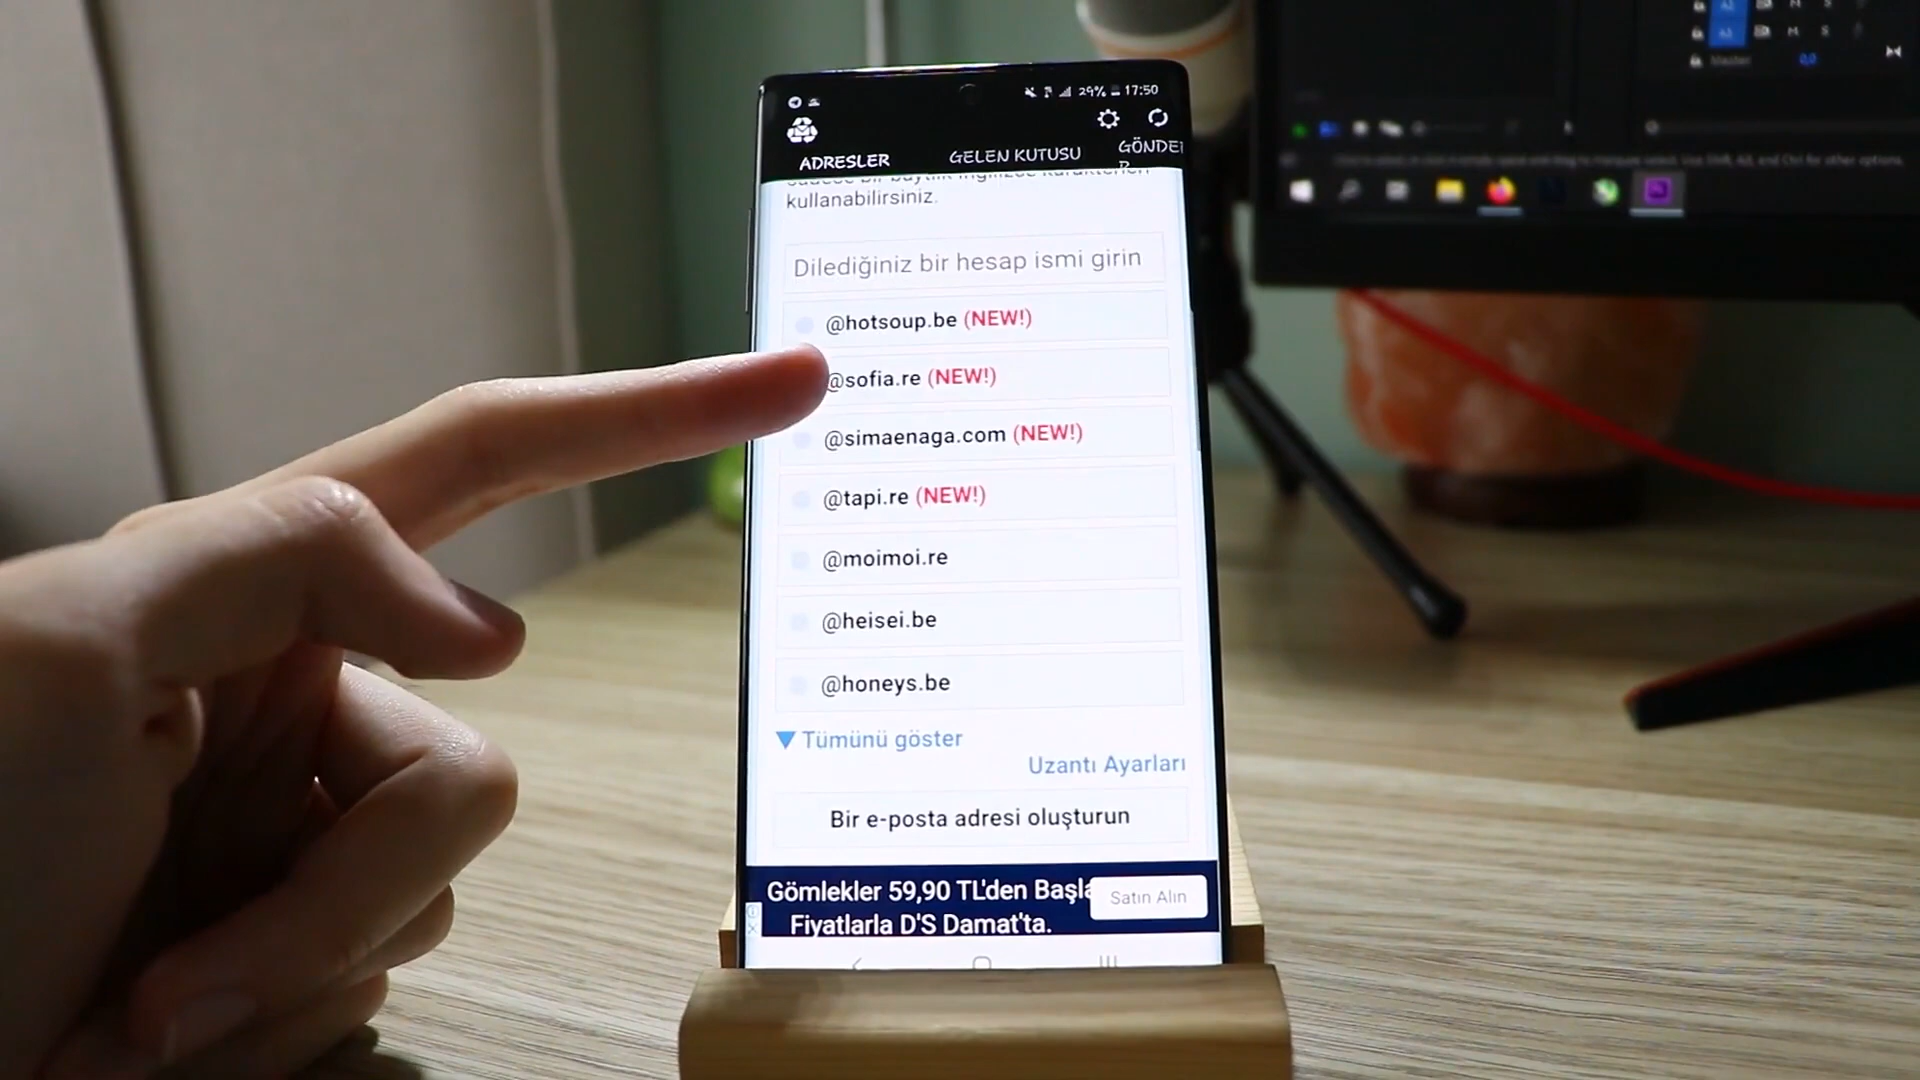 29% 17:50
ADRESLER GELEN KUTUSU GÖNDER
kullanabilirsiniz.
Dilediğiniz bir hesap ismi girin
@hotsoup.be (NEW!)
@sofia.re (NEW!)
@simaenaga.com (NEW!)
@tapi.re (NEW!)
@moimoi.re
@heisei.be
@honeys.be
▼ Tümünü göster
Uzantı Ayarları
Bir e-posta adresi oluşturun
Gömlekler 59,90 TL'den Başla
Fiyatlarla D'S Damat'ta.
Satın Alın